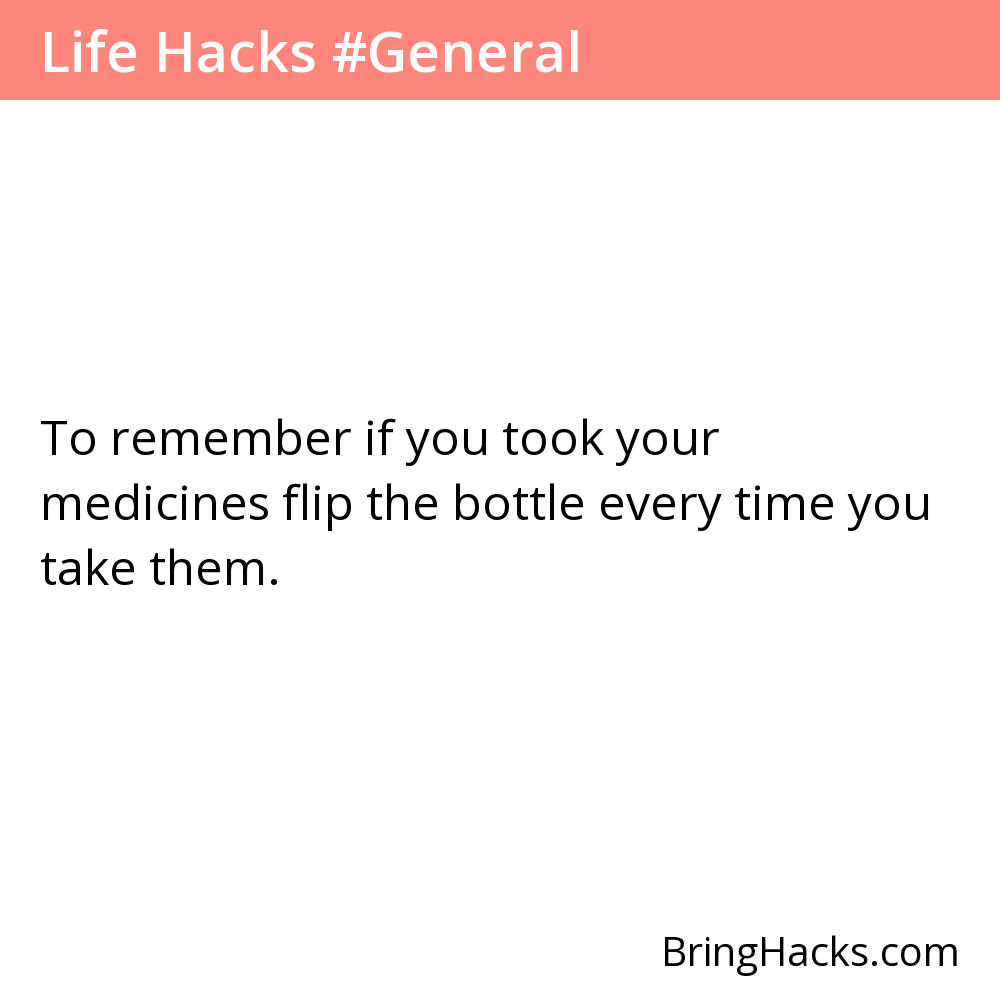 Life Hacks #General
To remember if you took your
medicines flip the bottle every time you
take them.
BringHacks.com